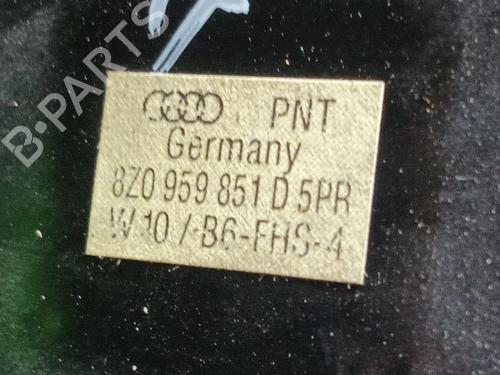 B-PARTS
PNT
Germany
8Z0 959 851 D 5PR
W10 / B6-FHS-4